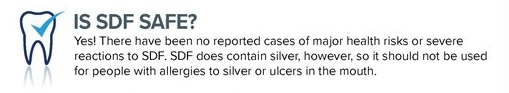 IS SDF SAFE?
Yes! There have been no reported cases of major health risks or severe
reactions to SDF. SDF does contain silver, however, so it should not be used
for people with allergies to silver or ulcers in the mouth.